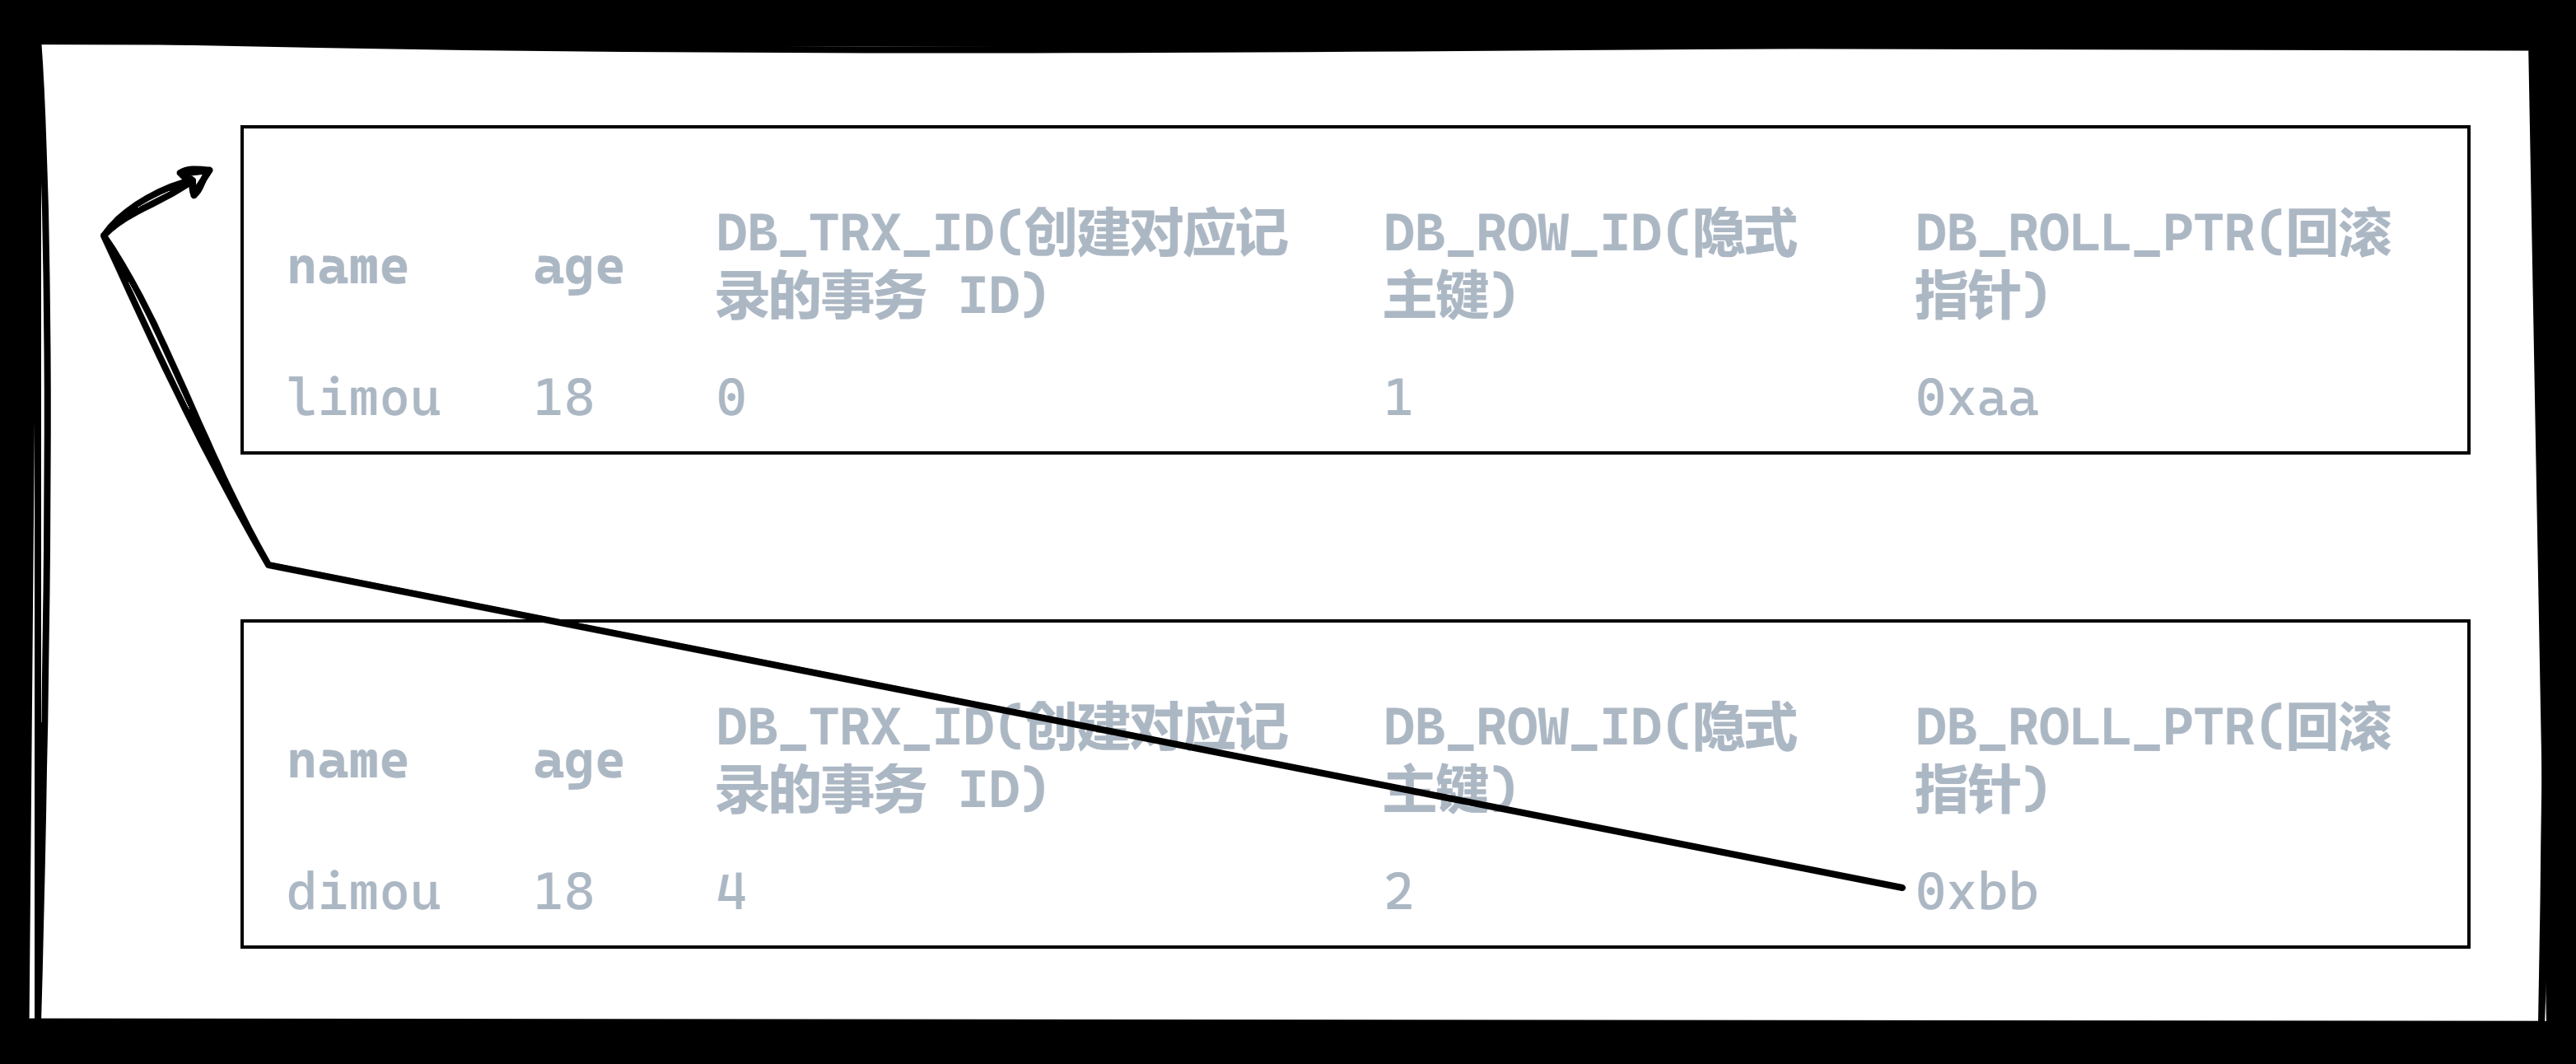 name age DB_TRX_ID(创建对应记 DB_ROW_ID(隐式 DB_ROLL_PTR(回滚
录的事务 ID) 主键) 指针)
limou 18 0 1 0xaa
name age DB_TRX_ID(创建对应记 DB_ROW_ID(隐式 DB_ROLL_PTR(回滚
录的事务 ID) 主键) 指针)
dimou 18 4 2 0xbb